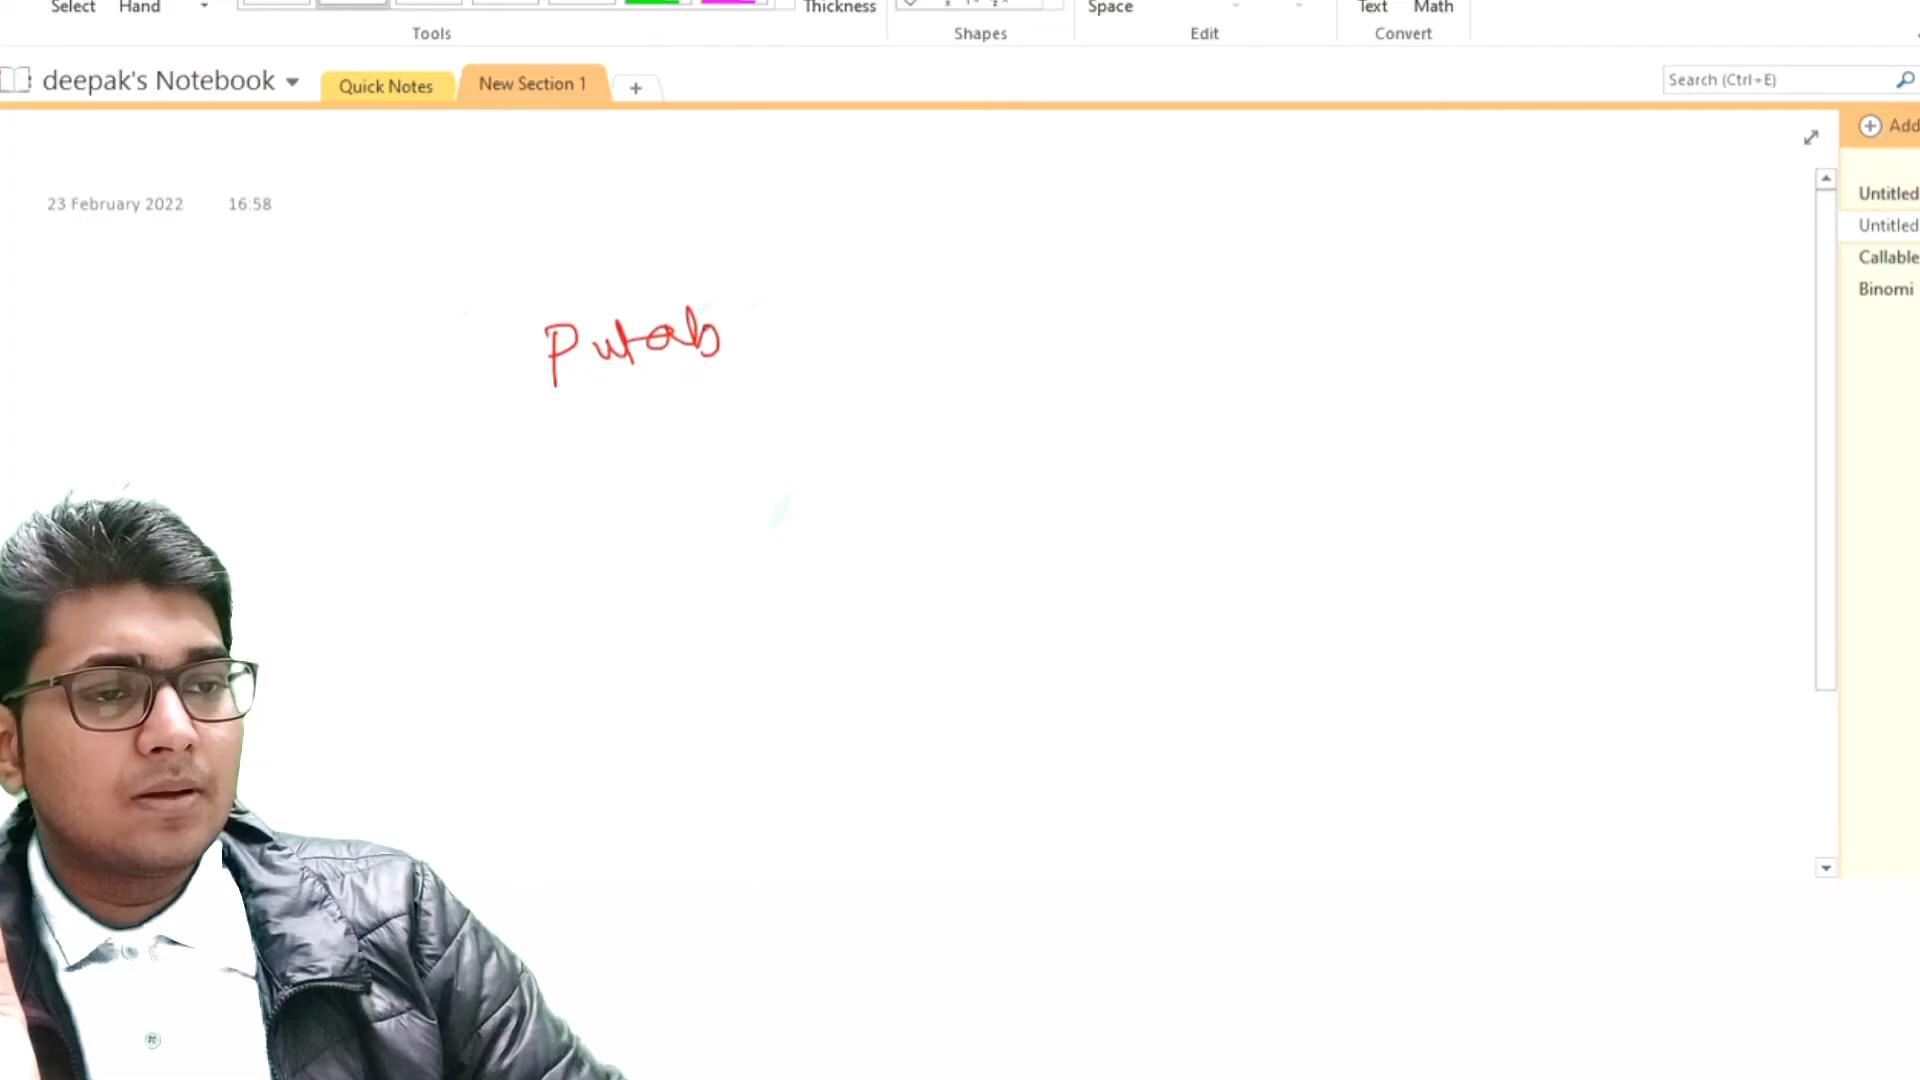 Select Hand Thickness Space Text Math
Tools Shapes Edit Convert
deepak's Notebook Quick Notes New Section 1 + Search (Ctrl+E)
Add
23 February 2022 16:58
Untitled
Untitled
Callable
Binomi
Putab